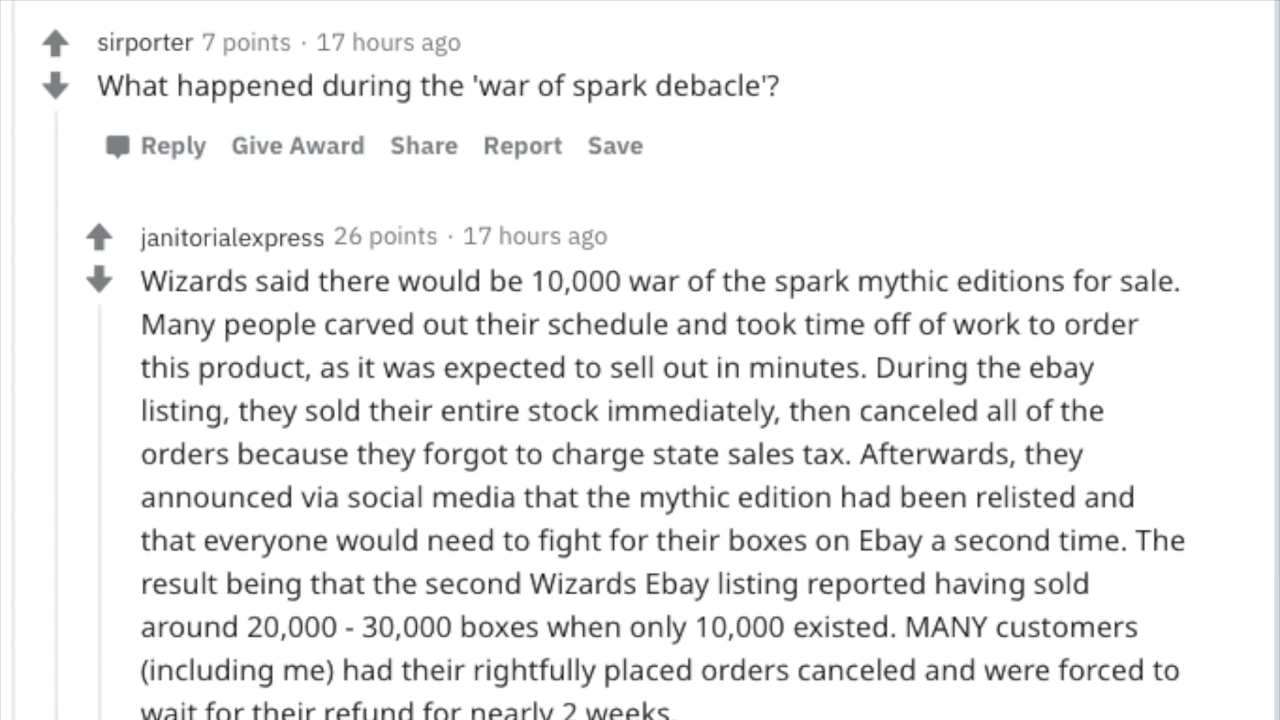 sirporter 7 points · 17 hours ago
What happened during the 'war of spark debacle'?
Reply Give Award Share Report Save
janitorialexpress 26 points · 17 hours ago
Wizards said there would be 10,000 war of the spark mythic editions for sale.
Many people carved out their schedule and took time off of work to order
this product, as it was expected to sell out in minutes. During the ebay
listing, they sold their entire stock immediately, then canceled all of the
orders because they forgot to charge state sales tax. Afterwards, they
announced via social media that the mythic edition had been relisted and
that everyone would need to fight for their boxes on Ebay a second time. The
result being that the second Wizards Ebay listing reported having sold
around 20,000 - 30,000 boxes when only 10,000 existed. MANY customers
(including me) had their rightfully placed orders canceled and were forced to
wait for their refund for nearly 2 weeks.